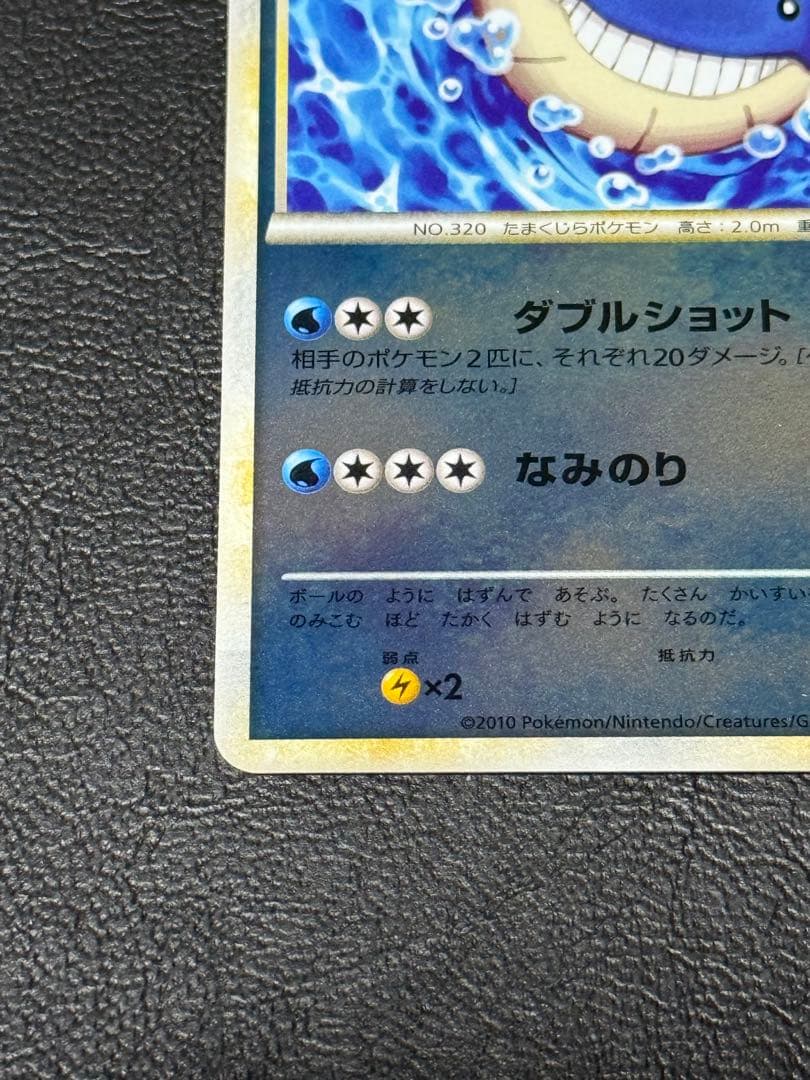 NO.320 たまくじらポケモン 高さ:2.0m 重
ダブルショット
相手のポケモン2匹に、それぞれ20ダメージ。[
抵抗力の計算をしない。]
なみのり
ボールの ように はずんで あそぶ。 たくさん かいすい
のみこむ ほど たかく はずむ ように なるのだ。
弱点 抵抗力
×2
©2010 Pokémon/Nintendo/Creatures/G